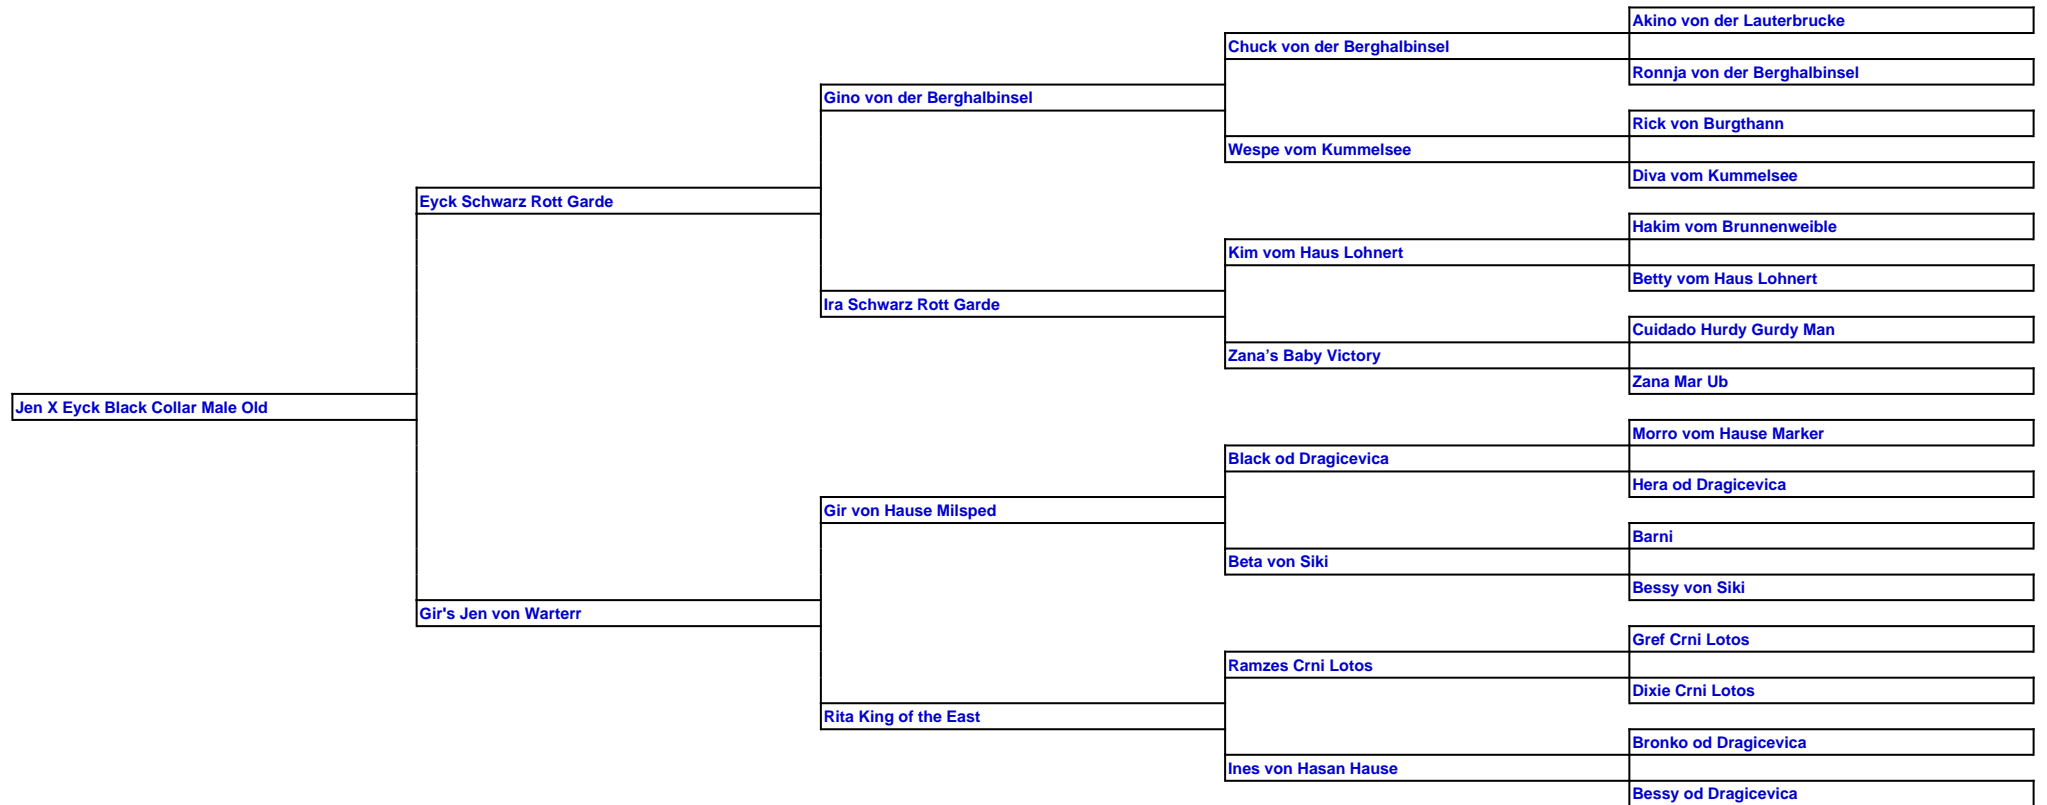 Akino von der Lauterbrucke
Chuck von der Berghalbinsel
Ronnja von der Berghalbinsel
Gino von der Berghalbinsel
Rick von Burgthann
Wespe vom Kummelsee
Diva vom Kummelsee
Eyck Schwarz Rott Garde
Hakim vom Brunnenweible
Kim vom Haus Lohnert
Betty vom Haus Lohnert
Ira Schwarz Rott Garde
Cuidado Hurdy Gurdy Man
Zana’s Baby Victory
Zana Mar Ub
Jen X Eyck Black Collar Male Old
Morro vom Hause Marker
Black od Dragicevica
Hera od Dragicevica
Gir von Hause Milsped
Barni
Beta von Siki
Bessy von Siki
Gir's Jen von Warterr
Gref Crni Lotos
Ramzes Crni Lotos
Dixie Crni Lotos
Rita King of the East
Bronko od Dragicevica
Ines von Hasan Hause
Bessy od Dragicevica